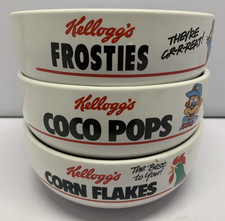 Kellogg's
FROSTIES
THEY'RE
GR-R-REAT!
Kellogg's
COCO POPS
Kellogg's
CORN FLAKES
The "Best
to You"!